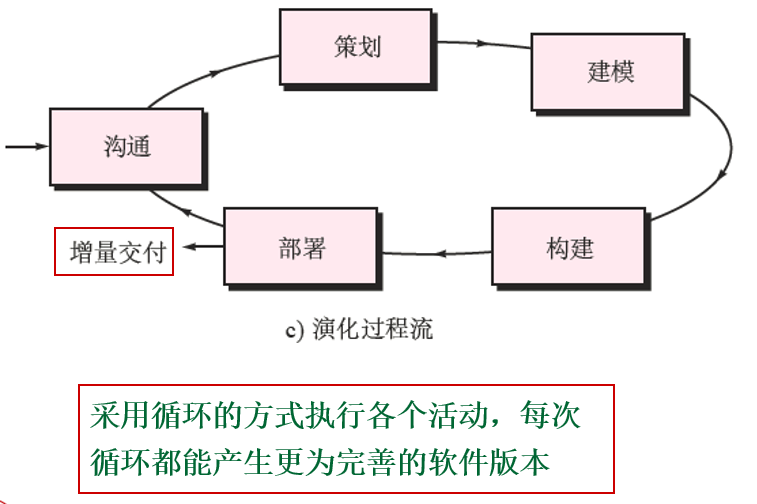 策划
建模
沟通
增量交付
部署
构建
c) 演化过程流
采用循环的方式执行各个活动，每次
循环都能产生更为完善的软件版本